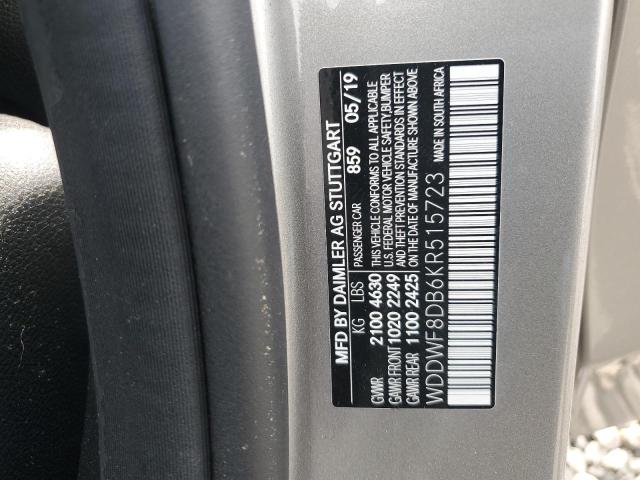 MFD BY DAIMLER AG STUTTGART
PASSENGER CAR 859 05/19
KG LBS
GVWR 2100 4630
GAWR FRONT 1020 2249
GAWR REAR 1100 2425
THIS VEHICLE CONFORMS TO ALL APPLICABLE
U.S. FEDERAL MOTOR VEHICLE SAFETY,BUMPER
AND THEFT PREVENTION STANDARDS IN EFFECT
ON THE DATE OF MANUFACTURE SHOWN ABOVE
WDDWF8DB6KR515723 MADE IN SOUTH AFRICA